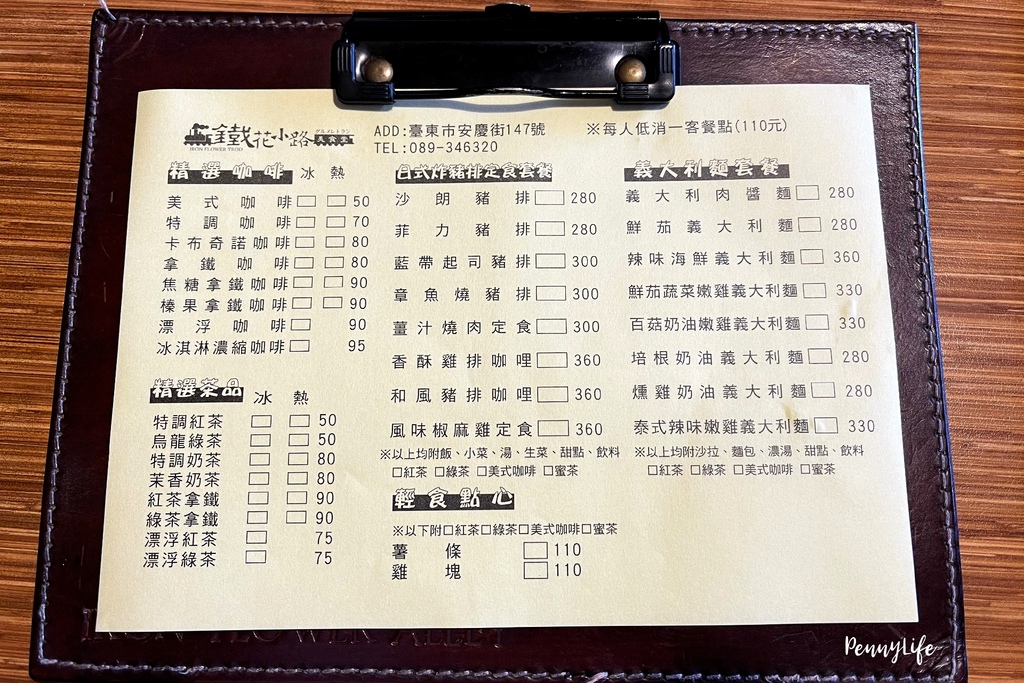 鐵花小路
グルメレトラン
美食家
IRON FLOWER TROD
ADD:臺東市安慶街147號
TEL:089-346320
※每人低消一客餐點(110元)
精選咖啡 冰 熱
美式咖啡 □ □ 50
特調咖啡 □ □ 70
卡布奇諾咖啡 □ □ 80
拿鐵咖啡 □ □ 80
焦糖拿鐵咖啡 □ □ 90
榛果拿鐵咖啡 □ □ 90
漂浮咖啡 □ 90
冰淇淋濃縮咖啡 □ 95
精選茶品 冰 熱
特調紅茶 □ □ 50
烏龍綠茶 □ □ 50
特調奶茶 □ □ 80
茉香奶茶 □ □ 80
紅茶拿鐵 □ □ 90
綠茶拿鐵 □ □ 90
漂浮紅茶 □ 75
漂浮綠茶 □ 75
日式炸豬排定食套餐
沙朗豬排 □ 280
菲力豬排 □ 280
藍帶起司豬排 □ 300
章魚燒豬排 □ 300
薑汁燒肉定食 □ 300
香酥雞排咖哩 □ 360
和風豬排咖哩 □ 360
風味椒麻雞定食 □ 360
※以上均附飯、小菜、湯、生菜、甜點、飲料
□紅茶 □綠茶 □美式咖啡 □蜜茶
輕食點心
※以下附□紅茶□綠茶□美式咖啡□蜜茶
薯條 □ 110
雞塊 □ 110
義大利麵套餐
義大利肉醬麵 □ 280
鮮茄義大利麵 □ 280
辣味海鮮義大利麵 □ 360
鮮茄蔬菜嫩雞義大利麵 □ 330
百菇奶油嫩雞義大利麵 □ 330
培根奶油義大利麵 □ 280
燻雞奶油義大利麵 □ 280
泰式辣味嫩雞義大利麵 □ 330
※以上均附沙拉、麵包、濃湯、甜點、飲料
□紅茶 □綠茶 □美式咖啡 □蜜茶
IRON FLOWER ALLEY
PennyLife